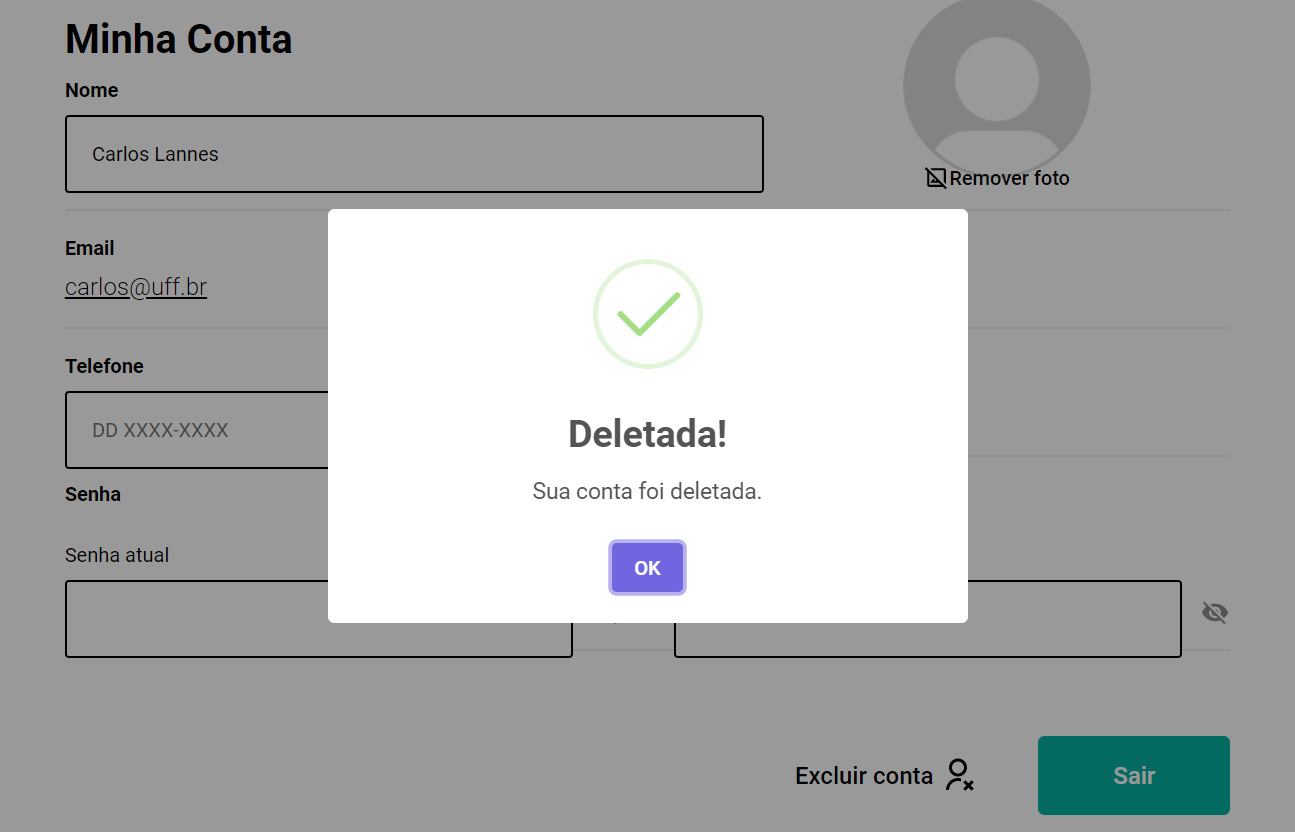 Minha Conta
Nome
Carlos Lannes
Remover foto
Email
carlos@uff.br
Telefone
DD XXXX-XXXX
Senha
Senha atual
Deletada!
Sua conta foi deletada.
OK
Excluir conta
Sair